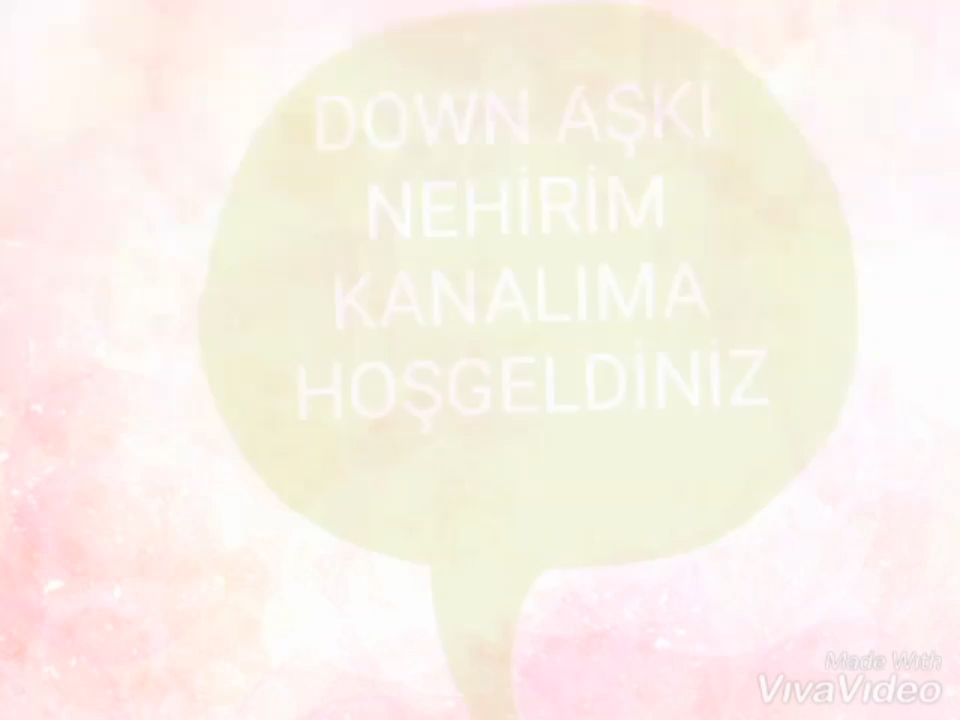 DOWN AŞKI
NEHİRİM
KANALIMA
HOŞGELDİNİZ
Made With
VivaVideo